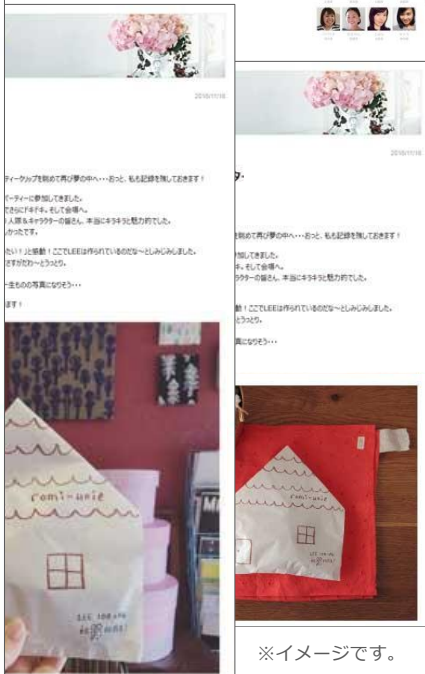 2016/11/18
ティークリップを眺めて再び夢の中へ・・・おっと、私も記録を残しておきます！
パーティーに参加してきました。
でさらにドキドキ。そして会場へ。
人隊＆キャラクターの皆さん、本当にキラキラと魅力的でした。
しかったです。
たい！」と感動！ここでLEEは作られているのだな〜としみじみしました。
さすがだわ〜とうっとり。
一生ものの写真になりそう・・・
ます！
romi-unie
2016/11/18
を眺めて再び夢の中へ・・おっと、私も記録を残しておきます！
参加してきました。
キ。そして会場へ。
ラクターの皆さん、本当にキラキラと魅力的でした。
動！ここでLEEは作られているのだな〜としみじみしました。
とうっとり。
真になりそう・・・
romi-unie
※イメージです。